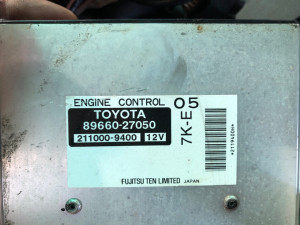 ENGINE CONTROL 05
TOYOTA
89660-27050
211000-9400 12V
7K-E
FUJITSU TEN LIMITED JAPAN